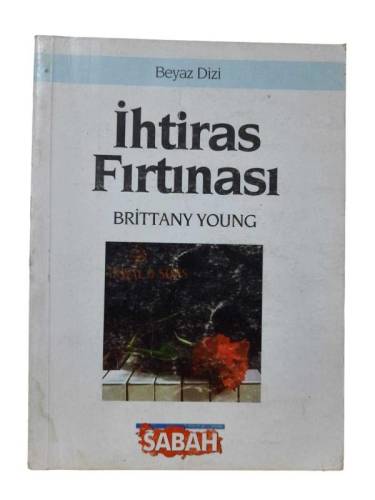 Beyaz Dizi
İhtiras
Fırtınası
BRİTTANY YOUNG
SABAH